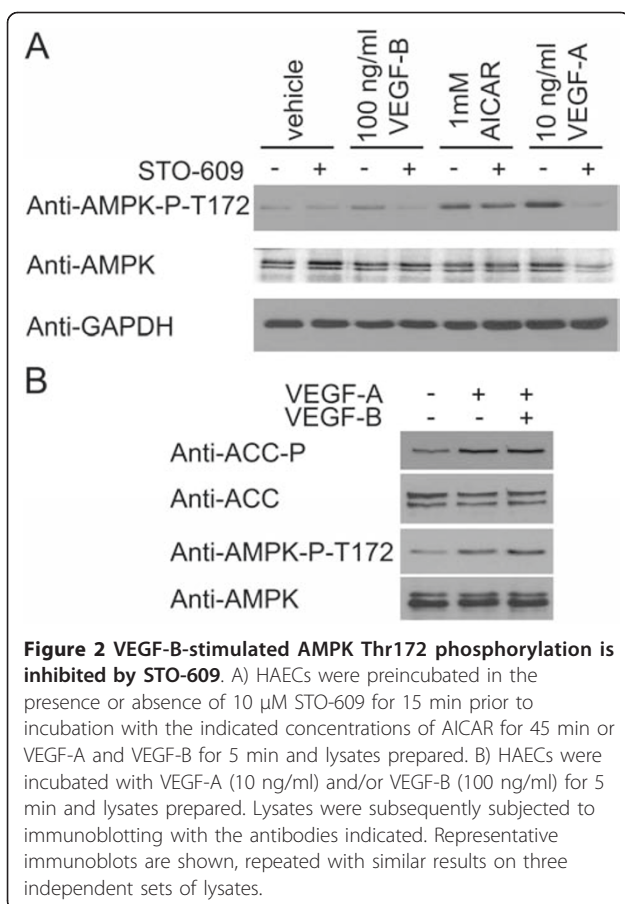 A
vehicle
100 ng/ml
VEGF-B
1mM
AICAR
10 ng/ml
VEGF-A
STO-609 - + - + - + - +
Anti-AMPK-P-T172
Anti-AMPK
Anti-GAPDH
B
VEGF-A - + +
VEGF-B - - +
Anti-ACC-P
Anti-ACC
Anti-AMPK-P-T172
Anti-AMPK
Figure 2 VEGF-B-stimulated AMPK Thr172 phosphorylation is
inhibited by STO-609. A) HAECs were preincubated in the
presence or absence of 10 μM STO-609 for 15 min prior to
incubation with the indicated concentrations of AICAR for 45 min or
VEGF-A and VEGF-B for 5 min and lysates prepared. B) HAECs were
incubated with VEGF-A (10 ng/ml) and/or VEGF-B (100 ng/ml) for 5
min and lysates prepared. Lysates were subsequently subjected to
immunoblotting with the antibodies indicated. Representative
immunoblots are shown, repeated with similar results on three
independent sets of lysates.